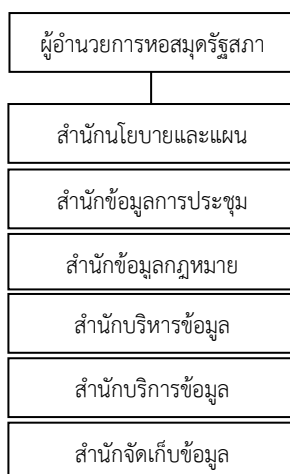 ผู้อำนวยการหอสมุดรัฐสภา
สำนักนโยบายและแผน
สำนักข้อมูลการประชุม
สำนักข้อมูลกฎหมาย
สำนักบริหารข้อมูล
สำนักบริการข้อมูล
สำนักจัดเก็บข้อมูล